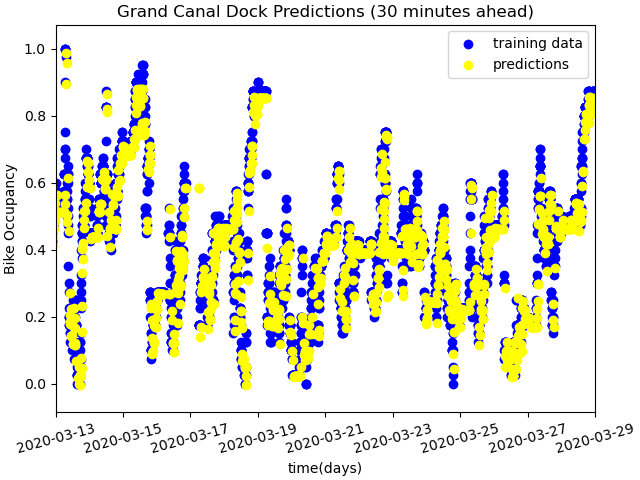 Grand Canal Dock Predictions (30 minutes ahead)
training data
predictions
Bike Occupancy
1.0
0.8
0.6
0.4
0.2
0.0
2020-03-13 2020-03-15 2020-03-17 2020-03-19 2020-03-21 2020-03-23 2020-03-25 2020-03-27 2020-03-29
time(days)